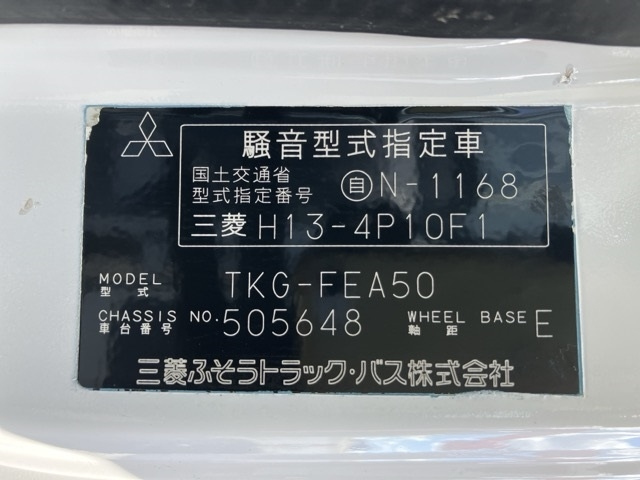 騒音型式指定車
国土交通省
型式指定番号 自N-1168
三菱 H13-4P10F1
MODEL
型式 TKG-FEA50
CHASSIS NO.
車台番号 505648 WHEEL BASE
軸距 E
三菱ふそうトラック・バス株式会社